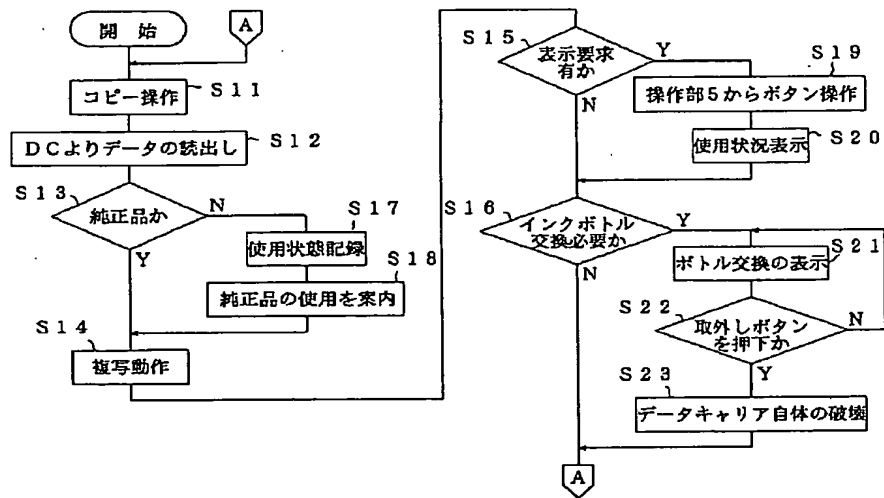 開　始
A
コピー操作
S11
DCよりデータの読出し
S12
S13
純正品か
N
Y
S17
使用状態記録
S18
純正品の使用を案内
S14
複写動作
S15
表示要求
有か
Y
N
S19
操作部5からボタン操作
S20
使用状況表示
S16
インクボトル
交換必要か
Y
N
S21
ボトル交換の表示
S22
取外しボタン
を押下か
N
Y
S23
データキャリア自体の破壊
A